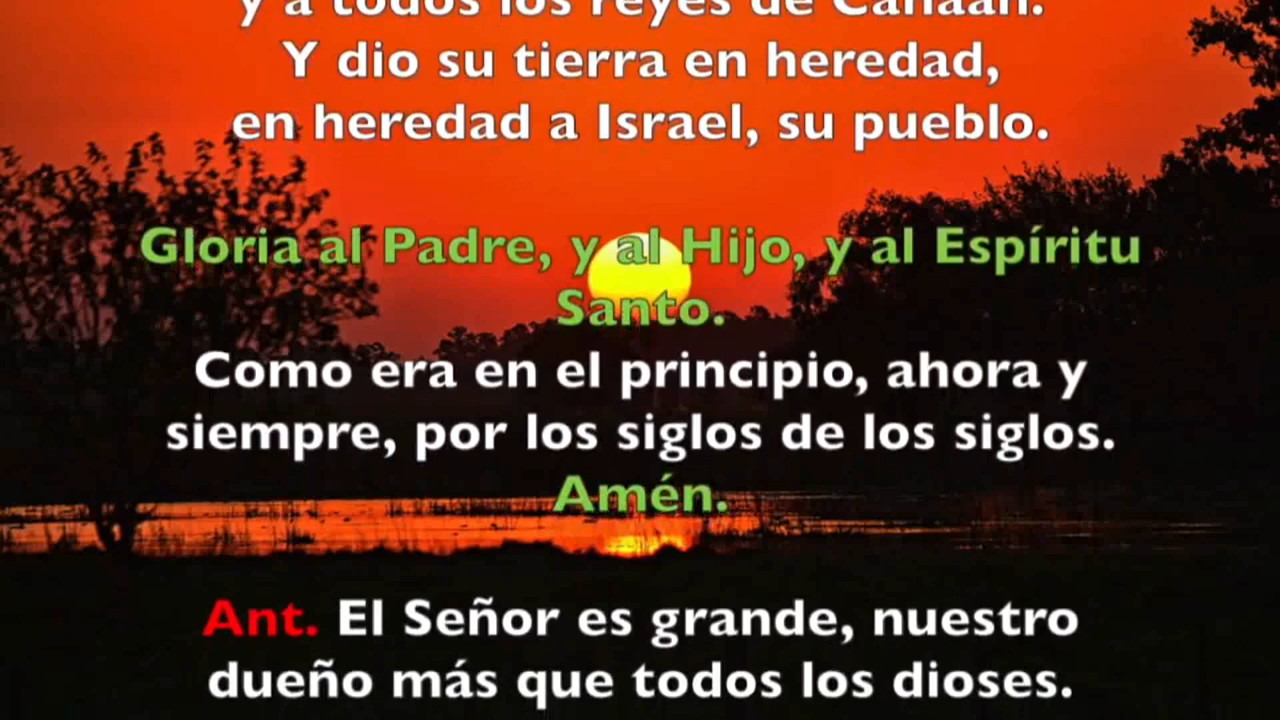 y a todos los reyes de Canaán.
Y dio su tierra en heredad,
en heredad a Israel, su pueblo.
Gloria al Padre, y al Hijo, y al Espíritu
Santo.
Como era en el principio, ahora y
siempre, por los siglos de los siglos.
Amén.
Ant. El Señor es grande, nuestro
dueño más que todos los dioses.